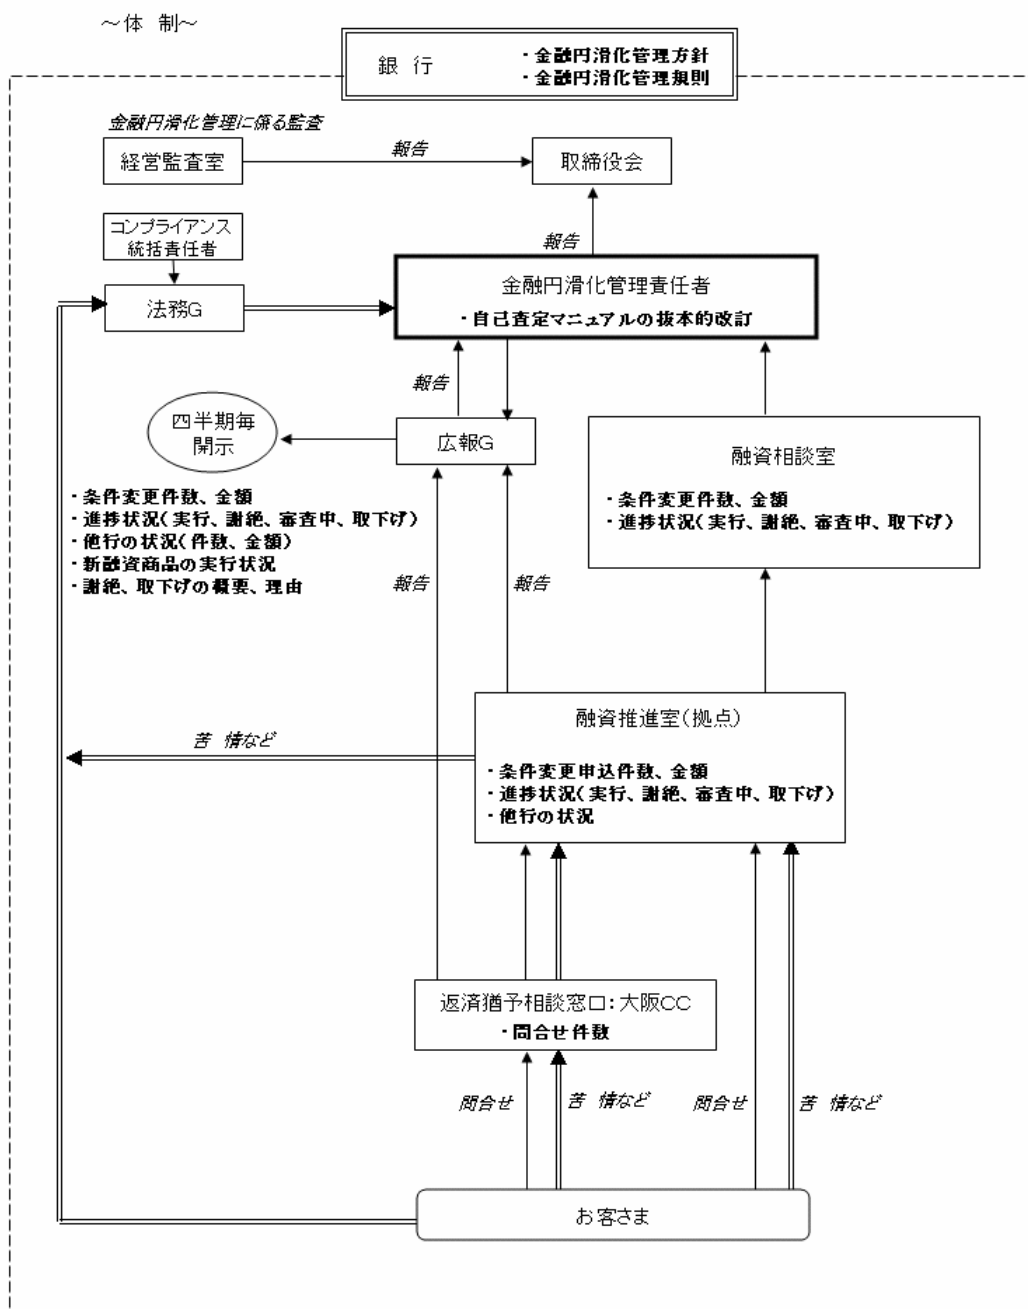 ～体　制～
銀　行
・金融円滑化管理方針
・金融円滑化管理規則
金融円滑化管理に係る監査
経営監査室
報告
取締役会
コンプライアンス
統括責任者
報告
法務G
金融円滑化管理責任者
・自己査定マニュアルの抜本的改訂
報告
四半期毎
開示
広報G
融資相談室
・条件変更件数、金額
・進捗状況（実行、謝絶、審査中、取下げ）
・条件変更件数、金額
・進捗状況（実行、謝絶、審査中、取下げ）
・他行の状況（件数、金額）
・新融資商品の実行状況
・謝絶、取下げの概要、理由
報告
報告
融資推進室（拠点）
苦　情など
・条件変更申込件数、金額
・進捗状況（実行、謝絶、審査中、取下げ）
・他行の状況
返済猶予相談窓口：大阪CC
・問合せ件数
問合せ
苦　情など
問合せ
苦　情など
お客さま